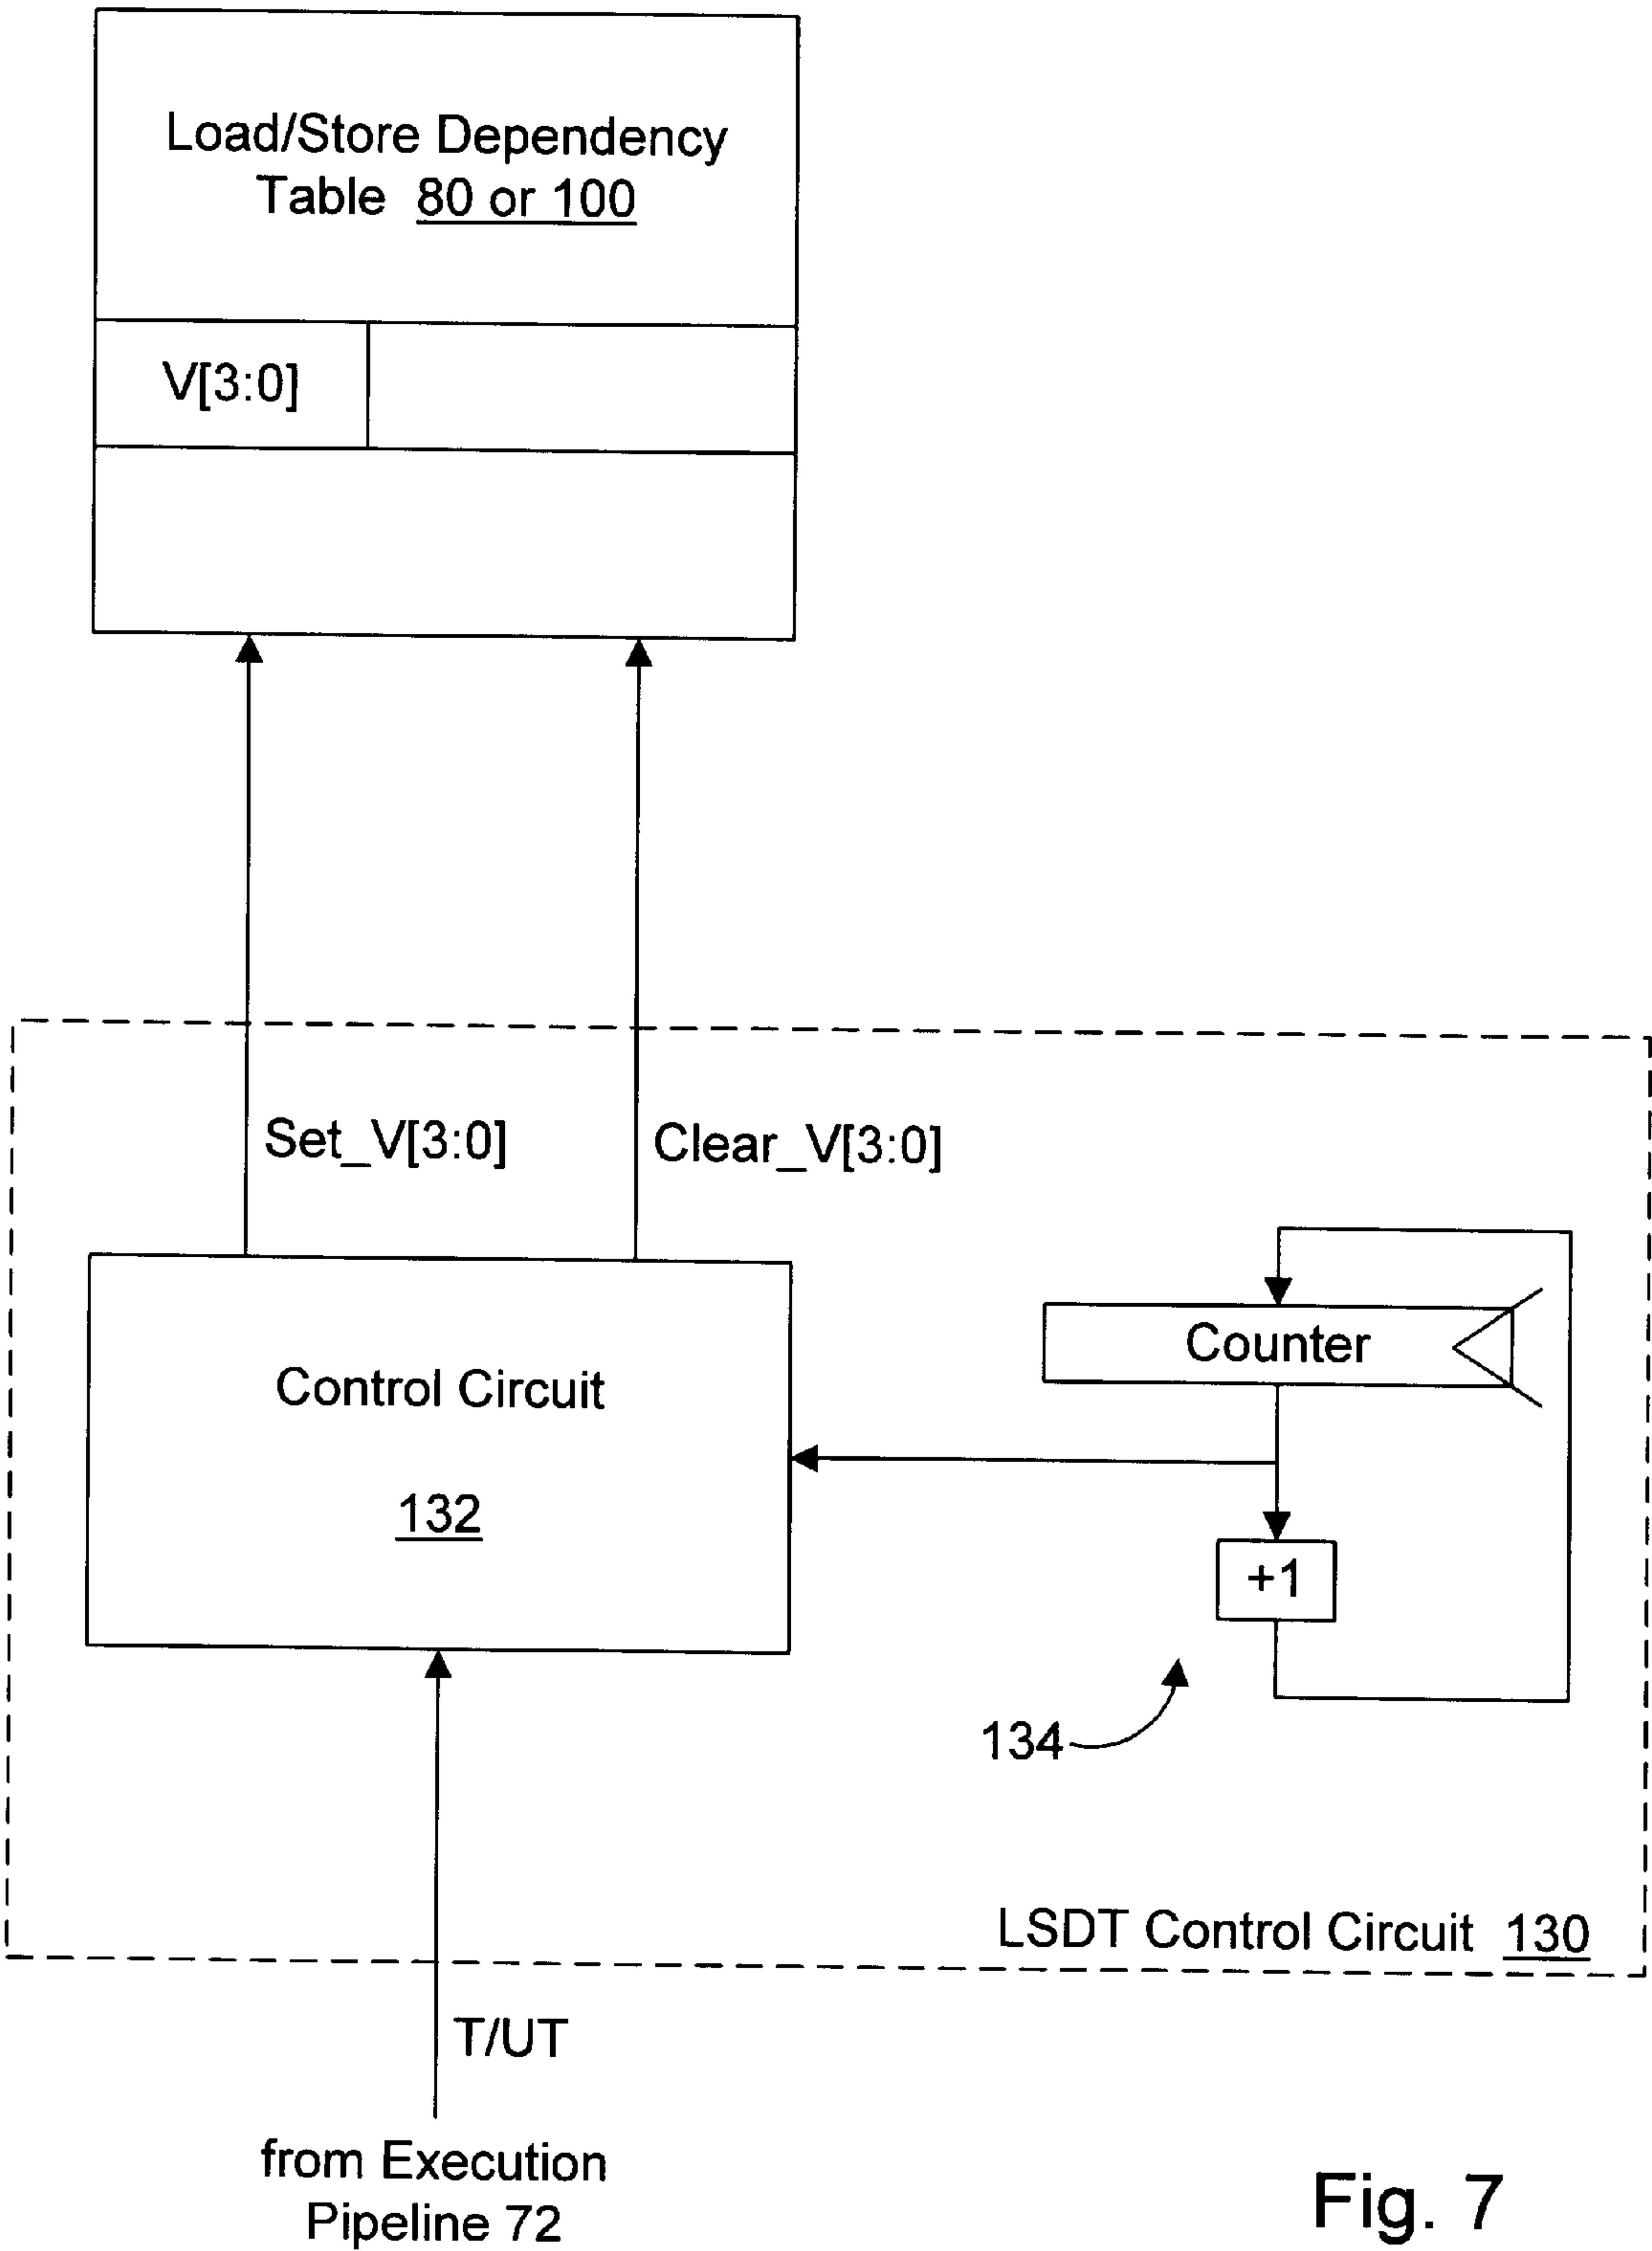 Load/Store Dependency
Table 80 or 100
V[3:0]
Set_V[3:0]
Clear_V[3:0]
Counter
Control Circuit
132
+1
134
LSDT Control Circuit 130
T/UT
from Execution
Pipeline 72
Fig. 7